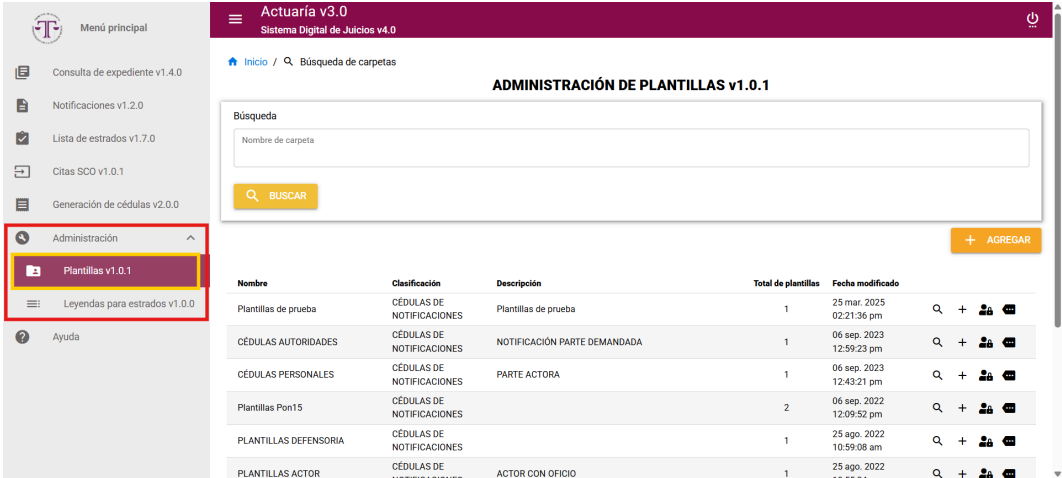 Menú principal
Consulta de expediente v1.4.0
Notificaciones v1.2.0
Lista de estrados v1.7.0
Citas SCO v1.0.1
Generación de cédulas v2.0.0
Administración
Plantillas v1.0.1
Leyendas para estrados v1.0.0
Ayuda
Actuaría v3.0
Sistema Digital de Juicios v4.0
Inicio / Búsqueda de carpetas
ADMINISTRACIÓN DE PLANTILLAS v1.0.1
Búsqueda
Nombre de carpeta
BUSCAR
AGREGAR
Nombre Clasificación Descripción Total de plantillas Fecha modificado
Plantillas de prueba CÉDULAS DE NOTIFICACIONES Plantillas de prueba 1 25 mar. 2025 02:21:36 pm
CÉDULAS AUTORIDADES CÉDULAS DE NOTIFICACIONES NOTIFICACIÓN PARTE DEMANDADA 1 06 sep. 2023 12:59:23 pm
CÉDULAS PERSONALES CÉDULAS DE NOTIFICACIONES PARTE ACTORA 1 06 sep. 2023 12:43:21 pm
Plantillas Pon15 CÉDULAS DE NOTIFICACIONES 2 06 sep. 2022 12:09:52 pm
PLANTILLAS DEFENSORIA CÉDULAS DE NOTIFICACIONES 1 25 ago. 2022 10:59:08 am
PLANTILLAS ACTOR CÉDULAS DE ACTOR CON OFICIO 1 25 ago. 2022